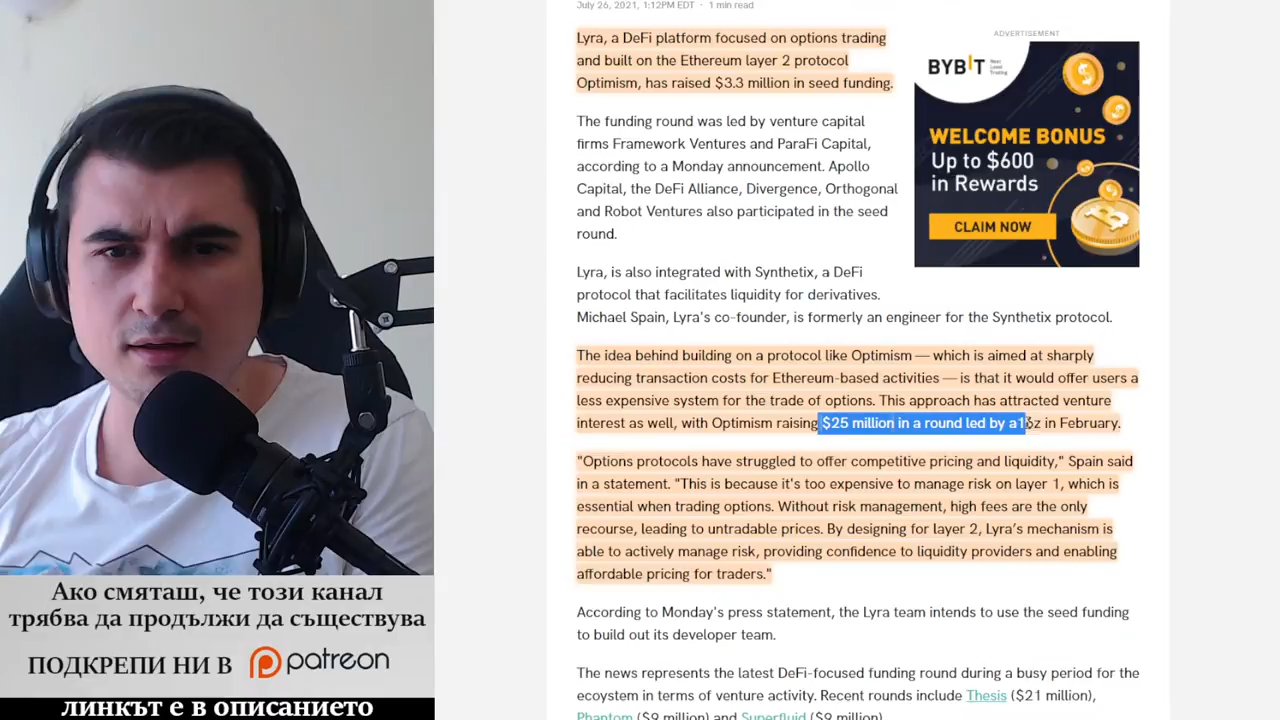 July 26, 2021, 1:12PM EDT · 1 min read
Lyra, a DeFi platform focused on options trading
and built on the Ethereum layer 2 protocol
Optimism, has raised $3.3 million in seed funding.
The funding round was led by venture capital
firms Framework Ventures and ParaFi Capital,
according to a Monday announcement. Apollo
Capital, the DeFi Alliance, Divergence, Orthogonal
and Robot Ventures also participated in the seed
round.
ADVERTISEMENT
BYBIT Next Level Trading
WELCOME BONUS
Up to $600
in Rewards
CLAIM NOW
Lyra, is also integrated with Synthetix, a DeFi
protocol that facilitates liquidity for derivatives.
Michael Spain, Lyra's co-founder, is formerly an engineer for the Synthetix protocol.
The idea behind building on a protocol like Optimism — which is aimed at sharply
reducing transaction costs for Ethereum-based activities — is that it would offer users a
less expensive system for the trade of options. This approach has attracted venture
interest as well, with Optimism raising $25 million in a round led by a16z in February.
"Options protocols have struggled to offer competitive pricing and liquidity," Spain said
in a statement. "This is because it's too expensive to manage risk on layer 1, which is
essential when trading options. Without risk management, high fees are the only
recourse, leading to untradable prices. By designing for layer 2, Lyra's mechanism is
able to actively manage risk, providing confidence to liquidity providers and enabling
affordable pricing for traders."
According to Monday's press statement, the Lyra team intends to use the seed funding
to build out its developer team.
The news represents the latest DeFi-focused funding round during a busy period for the
ecosystem in terms of venture activity. Recent rounds include Thesis ($21 million),
Phantom ($9 million) and Superfluid ($9 million).
Ако смяташ, че този канал
трябва да продължи да съществува
ПОДКРЕПИ НИ В patreon
линкът е в описанието